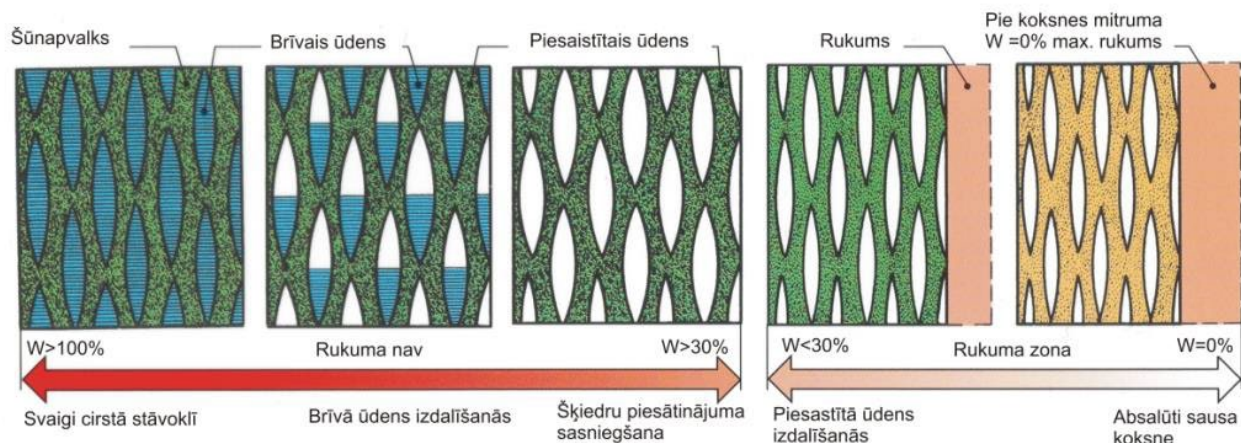 Šūnapvalks
Brīvais ūdens
Piesaistītais ūdens
Rukums
Pie koksnes mitruma
W =0% max. rukums
W>100%
Rukuma nav
W>30%
W<30%
Rukuma zona
W=0%
Svaigi cirstā stāvoklī
Brīvā ūdens izdalīšanās
Šķiedru piesātinājuma
sasniegšana
Piesastītā ūdens
izdalīšanās
Absalūti sausa
koksne